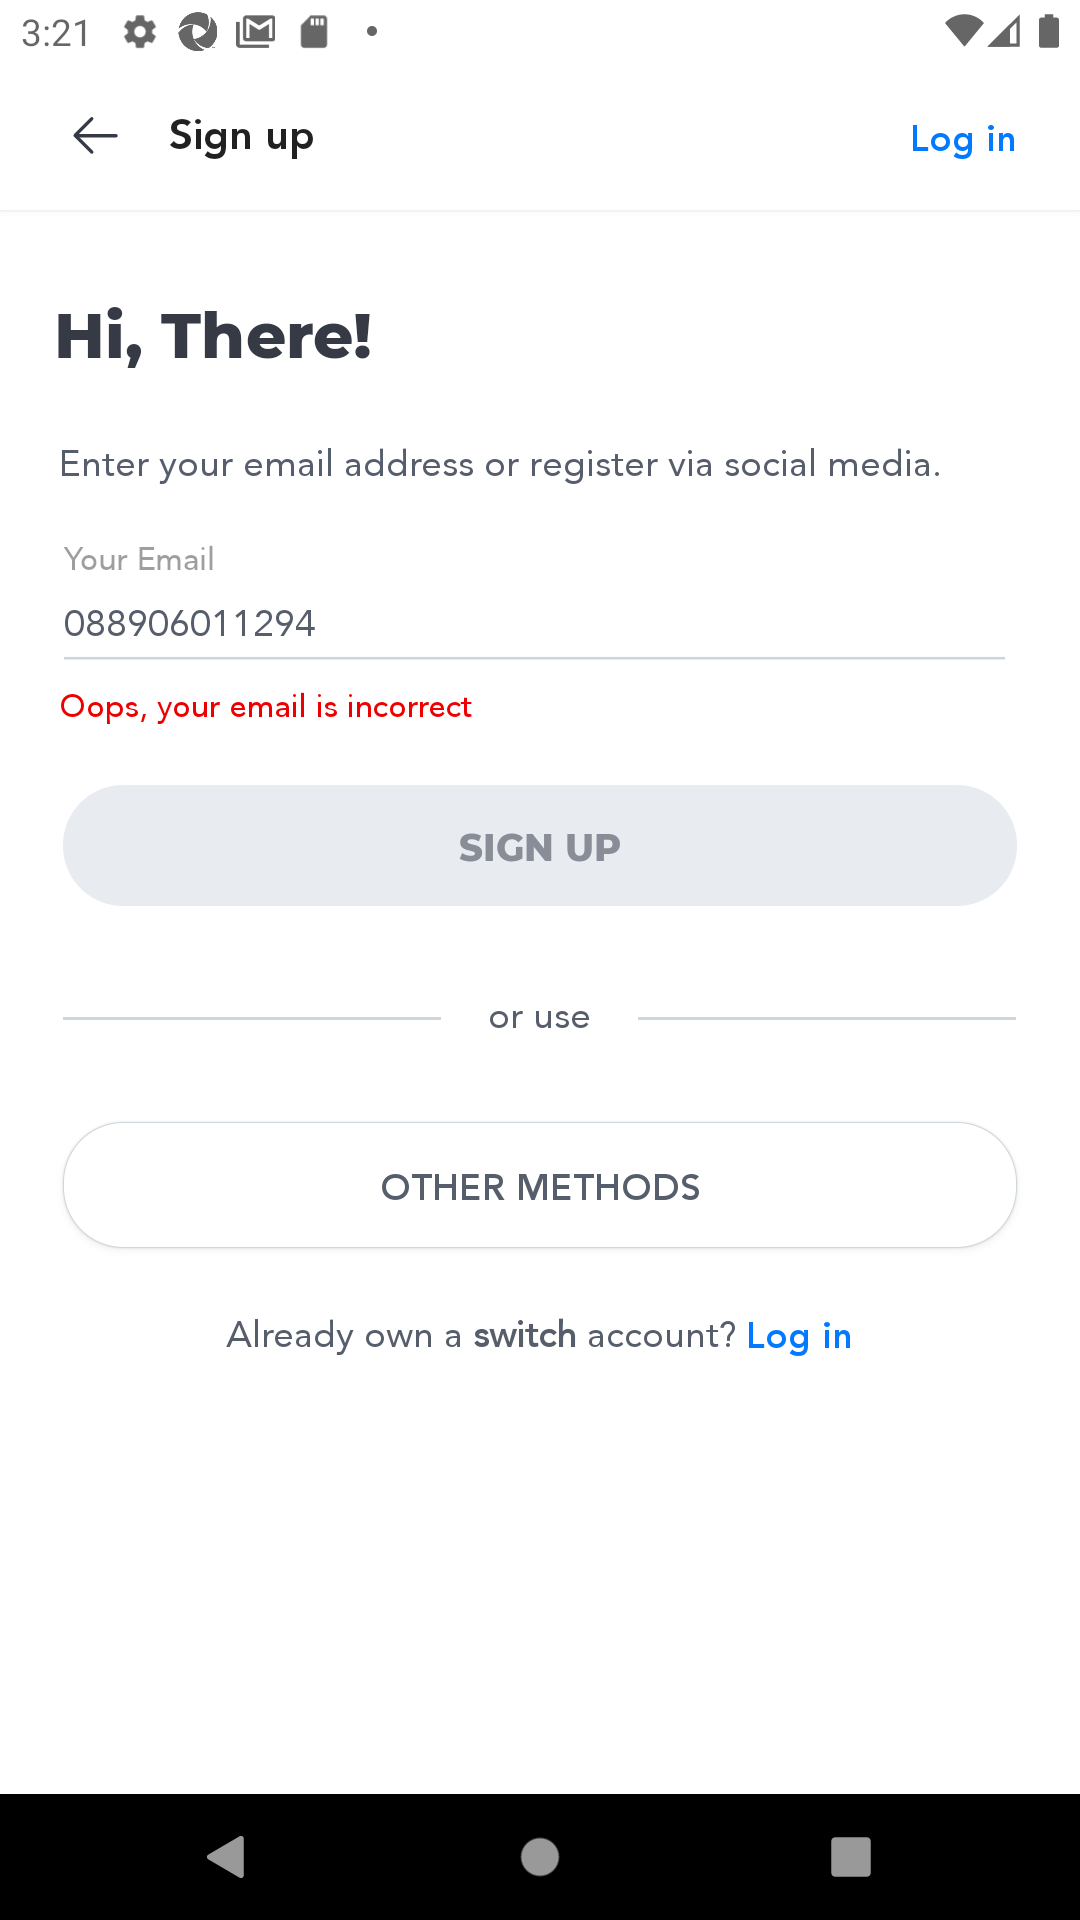 3:21
Sign up
Log in
Hi, There!
Enter your email address or register via social media.
Your Email
088906011294
Oops, your email is incorrect
SIGN UP
or use
OTHER METHODS
Already own a switch account? Log in